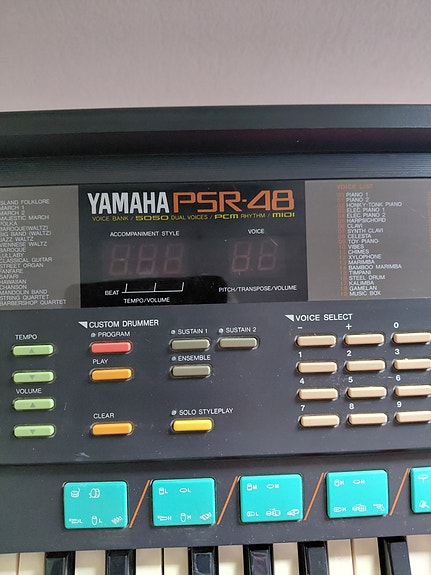 YAMAHA PSR-48
VOICE BANK / 5050 DUAL VOICES / PCM RHYTHM / MIDI
ACCOMPANIMENT STYLE
VOICE
BEAT
TEMPO/VOLUME
PITCH/TRANSPOSE/VOLUME
ISLAND FOLKLORE
MARCH 1
MARCH 2
MAJESTIC MARCH
BAROQUE(WALTZ)
BIG BAND (WALTZ)
JAZZ WALTZ
VIENNESE WALTZ
BAROQUE
LULLABY
CLASSICAL GUITAR
STREET ORGAN
FANFARE
SAFARI
HAWAIIAN
CHANSON
MANDOLIN BAND
STRING QUARTET
BARBERSHOP QUARTET
VOICE LIST
PIANO 1
PIANO 2
HONKY-TONK PIANO
ELEC PIANO 1
ELEC PIANO 2
HARPSICHORD
CLAVI
SYNTH CLAVI
CELESTA
TOY PIANO
VIBES
CHIMES
XYLOPHONE
MARIMBA
BAMBOO MARIMBA
TIMPANI
STEEL DRUM
KALIMBA
GAMELAN
MUSIC BOX
TEMPO
VOLUME
CUSTOM DRUMMER
PROGRAM
PLAY
CLEAR
SUSTAIN 1
SUSTAIN 2
ENSEMBLE
SOLO STYLEPLAY
VOICE SELECT
- + 0
1 2 3
4 5 6
7 8 9
L L
M M
H H
H L
L L
L
H